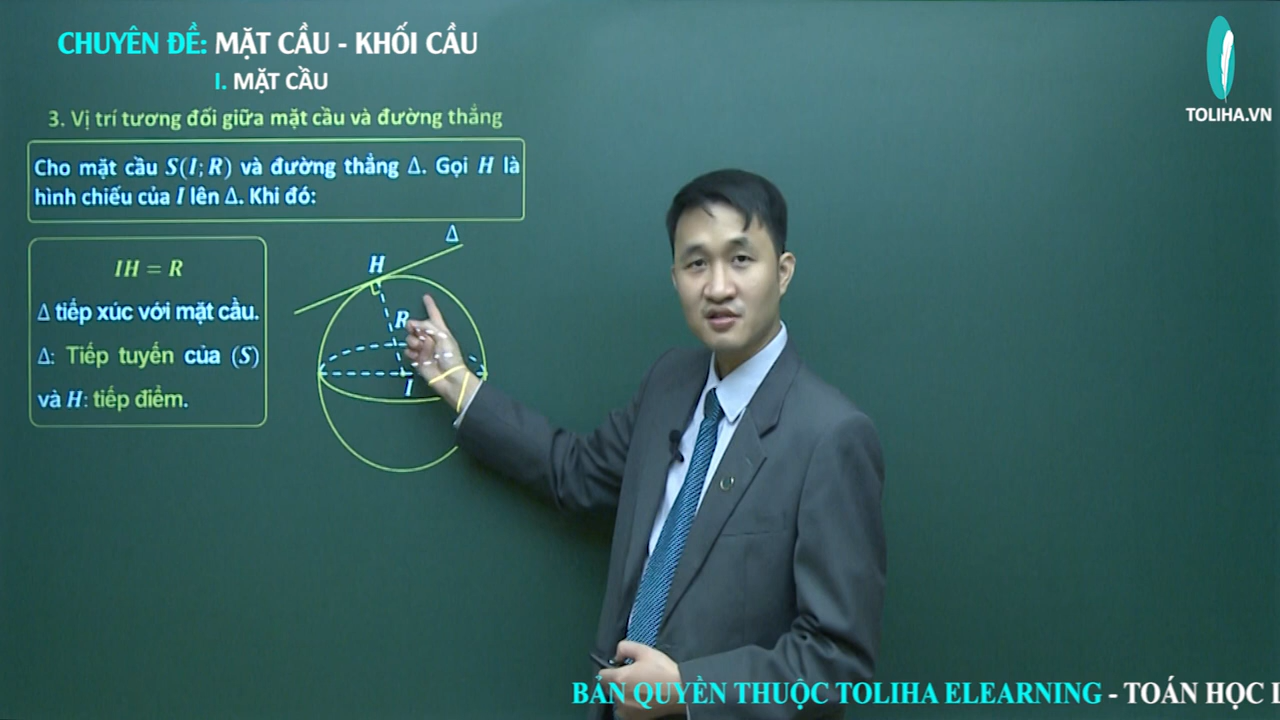 CHUYÊN ĐỀ: MẶT CẦU - KHỐI CẦU
I. MẶT CẦU
TOLIHA.VN
3. Vị trí tương đối giữa mặt cầu và đường thẳng
Cho mặt cầu S(I; R) và đường thẳng Δ. Gọi H là
hình chiếu của I lên Δ. Khi đó:
IH = R
Δ tiếp xúc với mặt cầu.
Δ: Tiếp tuyến của (S)
và H: tiếp điểm.
Δ
H
R
I
BẢN QUYỀN THUỘC TOLIHA ELEARNING - TOÁN HỌC